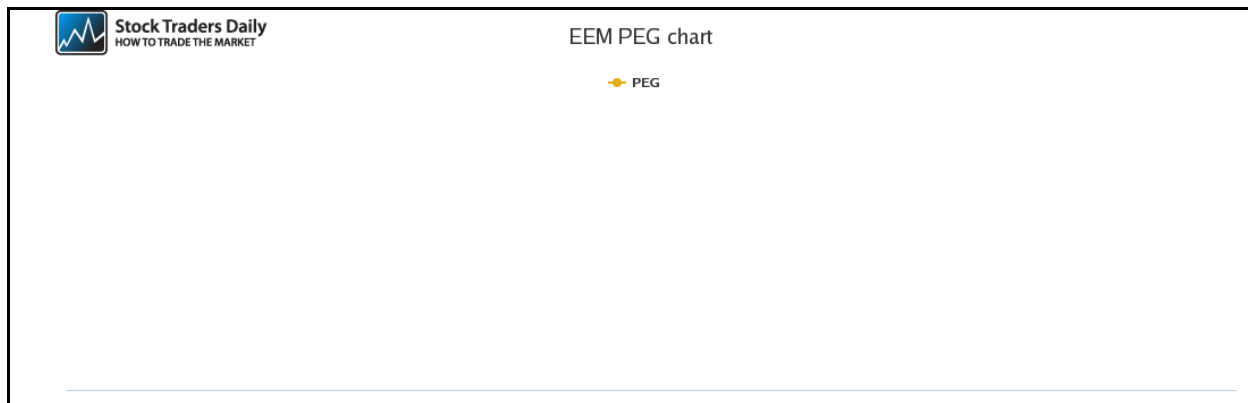 Stock Traders Daily
HOW TO TRADE THE MARKET
EEM PEG chart
PEG